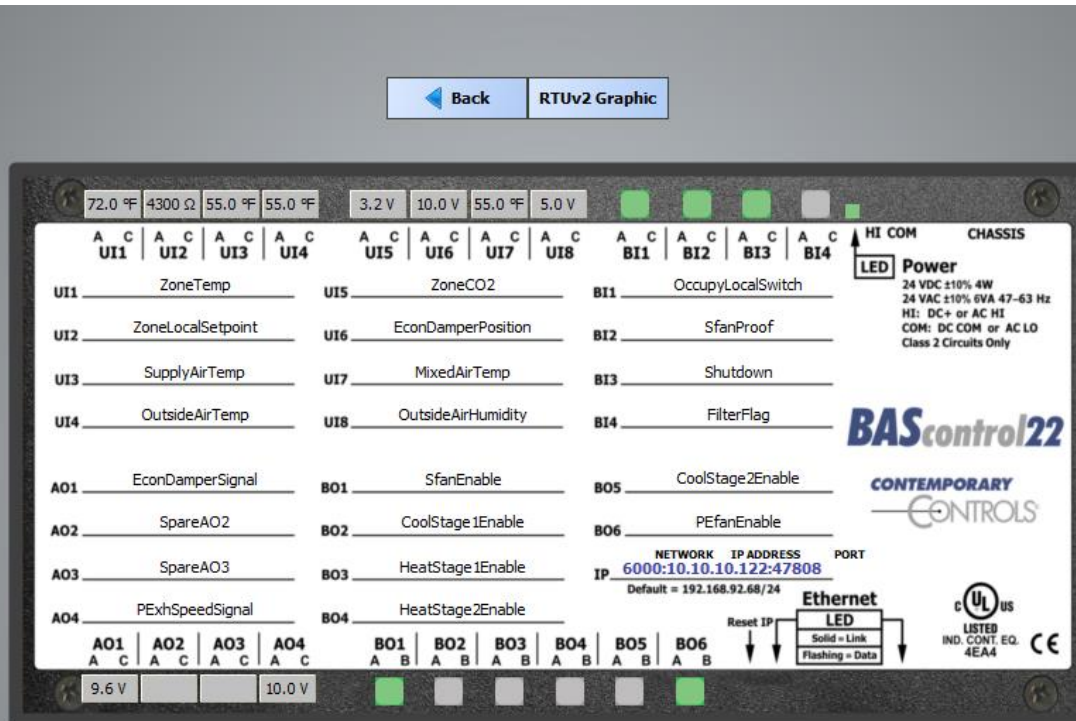 Back RTUv2 Graphic
72.0 °F 4300 Ω 55.0 °F 55.0 °F 3.2 V 10.0 V 55.0 °F 5.0 V
A C A C A C A C A C A C A C A C A C A C A C A C HI COM CHASSIS
UI1 UI2 UI3 UI4 UI5 UI6 UI7 UI8 BI1 BI2 BI3 BI4
LED Power
24 VDC ±10% 4W
24 VAC ±10% 6VA 47–63 Hz
HI: DC+ or AC HI
COM: DC COM or AC LO
Class 2 Circuits Only
UI1 ZoneTemp UI5 ZoneCO2 BI1 OccupyLocalSwitch
UI2 ZoneLocalSetpoint UI6 EconDamperPosition BI2 SfanProof
UI3 SupplyAirTemp UI7 MixedAirTemp BI3 Shutdown
UI4 OutsideAirTemp UI8 OutsideAirHumidity BI4 FilterFlag
BAScontrol22
AO1 EconDamperSignal BO1 SfanEnable BO5 CoolStage2Enable
CONTEMPORARY
CONTROLS
AO2 SpareAO2 BO2 CoolStage1Enable BO6 PEfanEnable
NETWORK IP ADDRESS PORT
AO3 SpareAO3 BO3 HeatStage1Enable IP 6000:10.10.10.122:47808
Default = 192.168.92.68/24
AO4 PExhSpeedSignal BO4 HeatStage2Enable
Ethernet
Reset IP LED
Solid = Link
Flashing = Data
C UL US
LISTED
IND. CONT. EQ.
4EA4
CE
AO1 AO2 AO3 AO4 BO1 BO2 BO3 BO4 BO5 BO6
A C A C A C A C A B A B A B A B A B A B
9.6 V 10.0 V